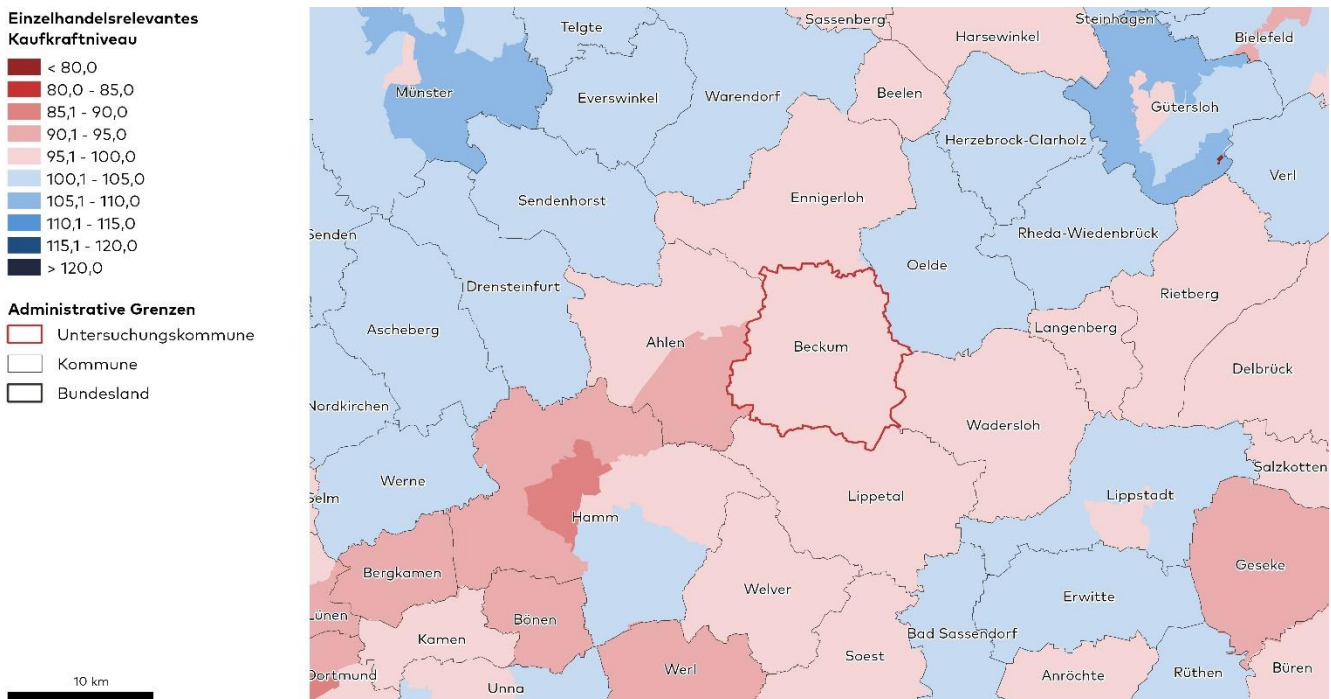 Einzelhandelsrelevantes
Kaufkraftniveau
< 80,0
80,0 - 85,0
85,1 - 90,0
90,1 - 95,0
95,1 - 100,0
100,1 - 105,0
105,1 - 110,0
110,1 - 115,0
115,1 - 120,0
> 120,0
Administrative Grenzen
Untersuchungskommune
Kommune
Bundesland
10 km
Telgte
Sassenberg
Steinhagen
Harsewinkel
Bielefeld
Münster
Everswinkel
Warendorf
Beelen
Gütersloh
Herzebrock-Clarholz
Verl
Ennigerloh
Sendenhorst
Senden
Rheda-Wiedenbrück
Oelde
Drensteinfurt
Rietberg
Ascheberg
Langenberg
Ahlen
Beckum
Delbrück
Nordkirchen
Wadersloh
Salzkotten
Werne
Selm
Lippetal
Lippstadt
Hamm
Geseke
Bergkamen
Welver
Erwitte
Lünen
Bönen
Kamen
Bad Sassendorf
Soest
Werl
Dortmund
Anröchte
Rüthen
Büren
Unna